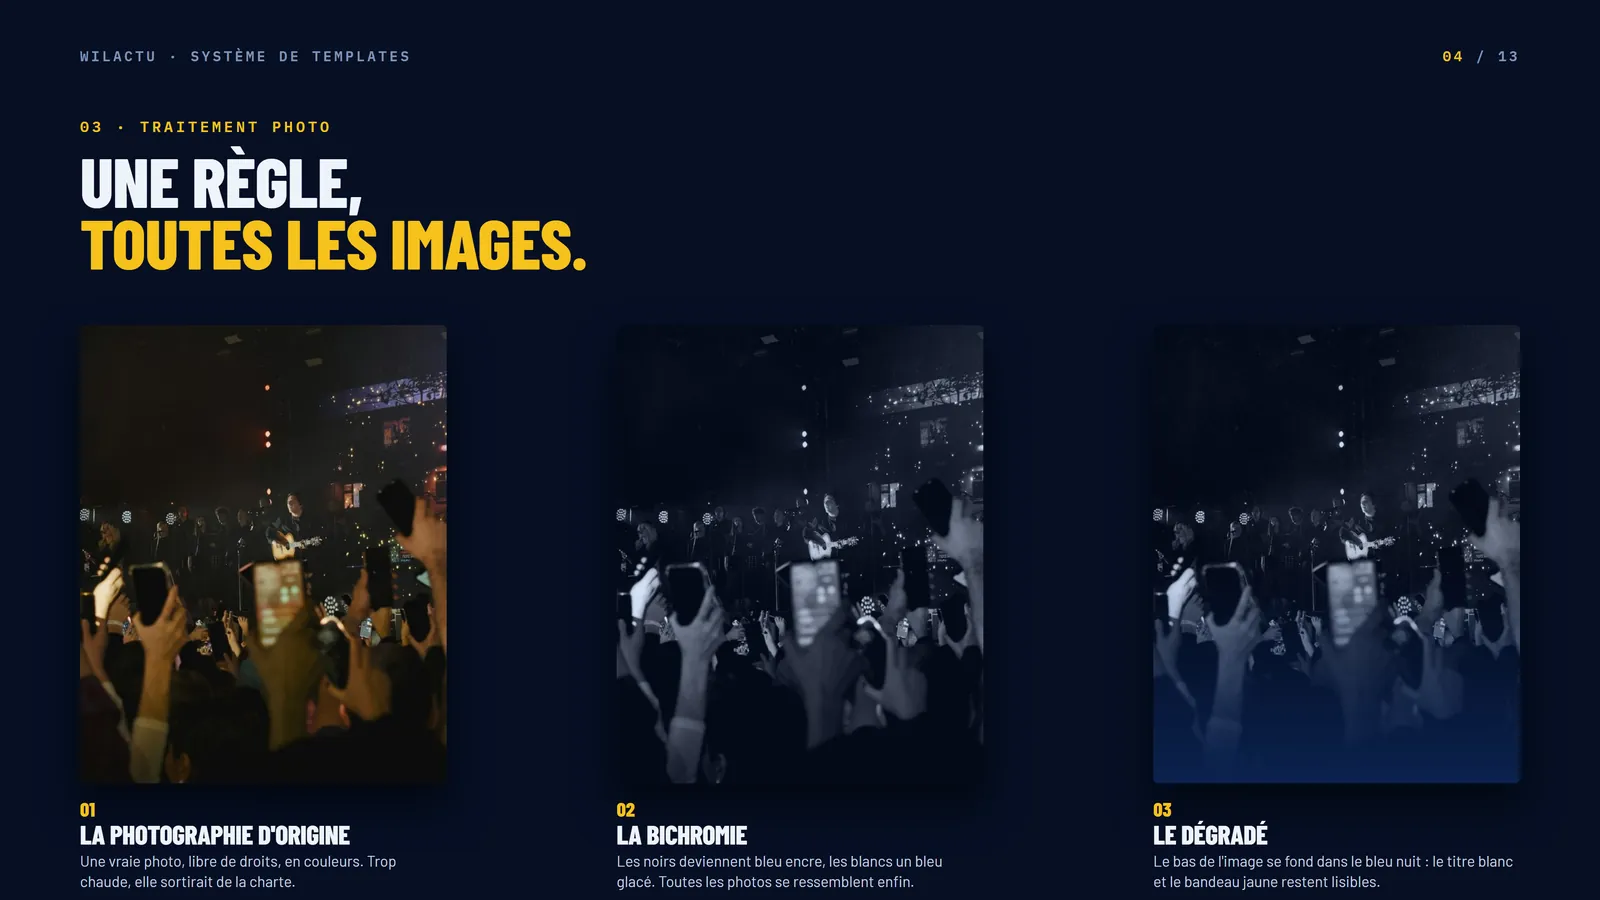 WILACTU · SYSTÈME DE TEMPLATES
04 / 13
03 · TRAITEMENT PHOTO
UNE RÈGLE,
TOUTES LES IMAGES.
01
LA PHOTOGRAPHIE D'ORIGINE
Une vraie photo, libre de droits, en couleurs. Trop
chaude, elle sortirait de la charte.
02
LA BICHROMIE
Les noirs deviennent bleu encre, les blancs un bleu
glacé. Toutes les photos se ressemblent enfin.
03
LE DÉGRADÉ
Le bas de l'image se fond dans le bleu nuit : le titre blanc
et le bandeau jaune restent lisibles.